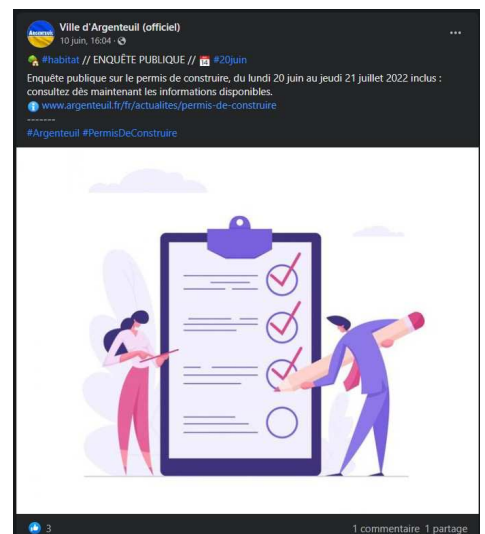 Ville d'Argenteuil (officiel)
10 juin, 16:04 ·
#habitat // ENQUÊTE PUBLIQUE // #20juin
Enquête publique sur le permis de construire, du lundi 20 juin au jeudi 21 juillet 2022 inclus :
consultez dès maintenant les informations disponibles.
www.argenteuil.fr/fr/actualites/permis-de-construire
-------
#Argenteuil #PermisDeConstruire
3
1 commentaire 1 partage